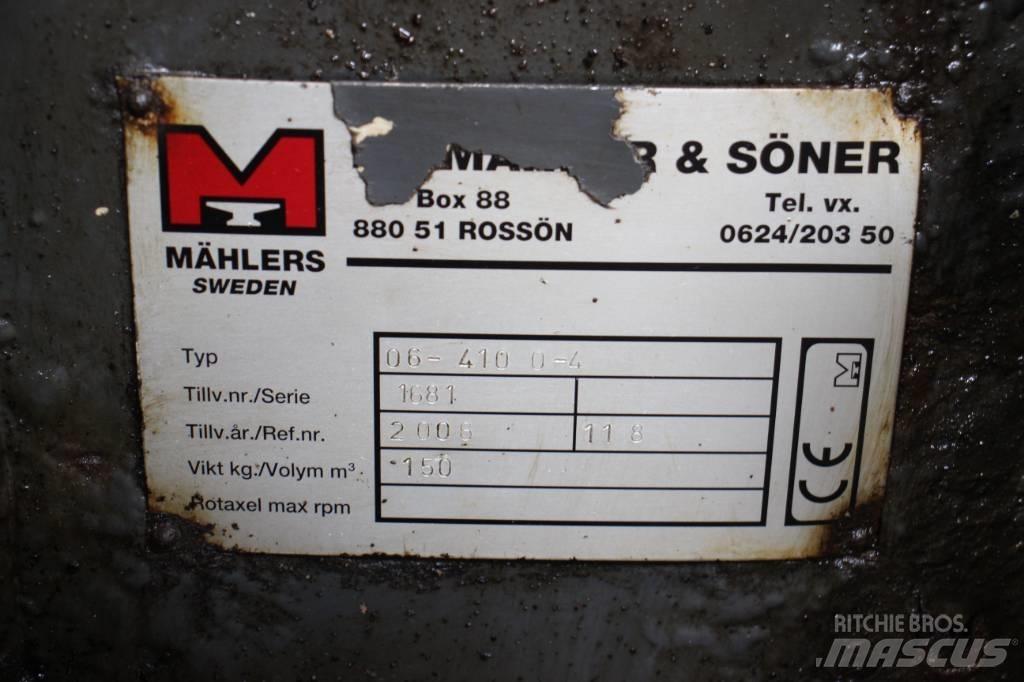 & SÖNER
Box 88
Tel. vx.
880 51 ROSSÖN
0624/203 50
MÄHLERS
SWEDEN
Typ 06-410 0-4
Tillv.nr./Serie 1681
Tillv.år./Ref.nr. 2006 118
Vikt kg./Volym m³ 150
Rotaxel max rpm
CE
RITCHIE BROS.
MASCUS